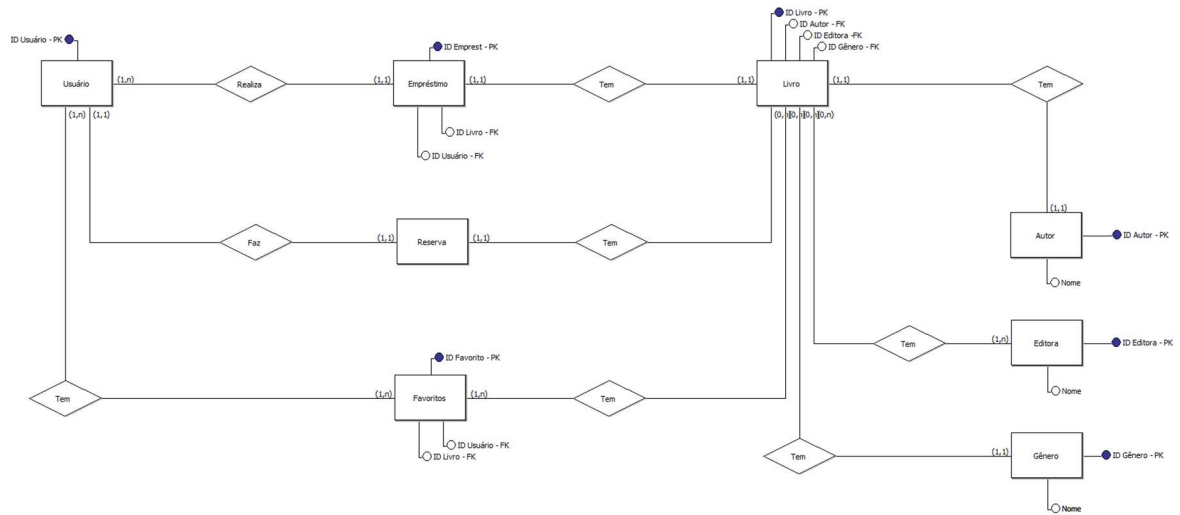 ID Livro - PK
ID Autor - FK
ID Editora -FK
ID Gênero - FK
ID Usuário - PK
ID Emprest - PK
Usuário
(1,n)
Realiza
(1,1)
Empréstimo
(1,1)
Tem
(1,1)
Livro
(1,1)
Tem
(1,n)
(1,1)
(0,n)
(0,n)
(0,n)
(0,n)
ID Livro - FK
ID Usuário - FK
(1,1)
Faz
(1,1)
Reserva
(1,1)
Tem
Autor
ID Autor - PK
Nome
Tem
(1,n)
Editora
ID Editora - PK
ID Favorito - PK
Nome
Tem
(1,n)
Favoritos
(1,n)
Tem
ID Usuário - FK
ID Livro - FK
Tem
(1,1)
Gênero
ID Gênero - PK
Nome